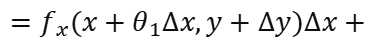 = f_x(x + θ_1Δx, y + Δy)Δx +